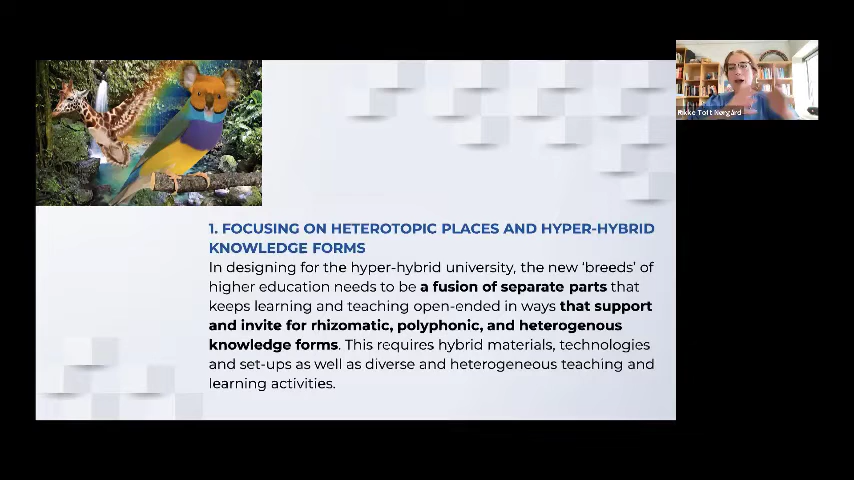 Rikke Toft Nørgård
1. FOCUSING ON HETEROTOPIC PLACES AND HYPER-HYBRID
KNOWLEDGE FORMS
In designing for the hyper-hybrid university, the new 'breeds' of
higher education needs to be a fusion of separate parts that
keeps learning and teaching open-ended in ways that support
and invite for rhizomatic, polyphonic, and heterogenous
knowledge forms. This requires hybrid materials, technologies
and set-ups as well as diverse and heterogeneous teaching and
learning activities.